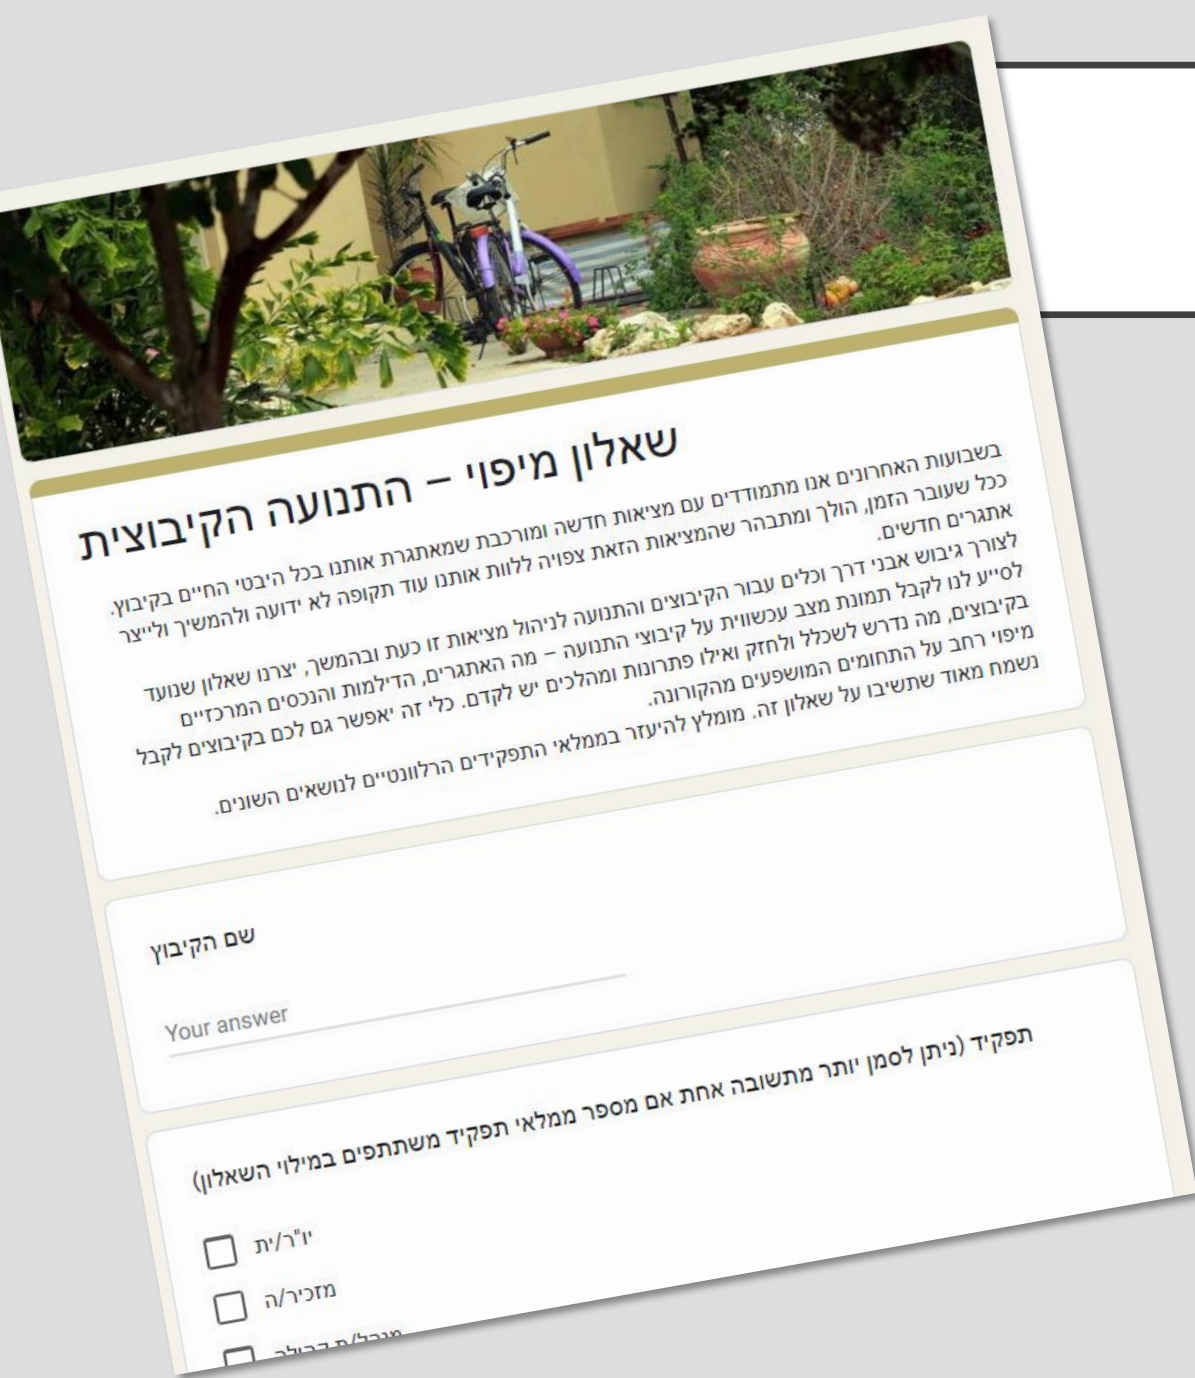 שאלון מיפוי – התנועה הקיבוצית
בשבועות האחרונים אנו מתמודדים עם מציאות חדשה ומורכבת שמאתגרת אותנו בכל היבטי החיים בקיבוץ.
ככל שעובר הזמן, הולך ומתבהר שהמציאות הזאת צפויה ללוות אותנו עוד תקופה לא ידועה ולהמשיך ולייצר
אתגרים חדשים.
לצורך גיבוש אבני דרך וכלים עבור הקיבוצים והתנועה לניהול מציאות זו כעת ובהמשך, יצרנו שאלון שנועד
לסייע לנו לקבל תמונת מצב עכשווית על קיבוצי התנועה – מה האתגרים, הדילמות והנכסים המרכזיים
בקיבוצים, מה נדרש לשכלל ולחזק ואילו פתרונות ומהלכים יש לקדם. כלי זה יאפשר גם לכם בקיבוצים לקבל
מיפוי רחב על התחומים המושפעים מהקורונה.
נשמח מאוד שתשיבו על שאלון זה. מומלץ להיעזר בממלאי התפקידים הרלוונטיים לנושאים השונים.
שם הקיבוץ
Your answer
תפקיד (ניתן לסמן יותר מתשובה אחת אם מספר ממלאי תפקיד משתתפים במילוי השאלון)
יו"ר/ית
מזכיר/ה
מנהל/ת קהילה